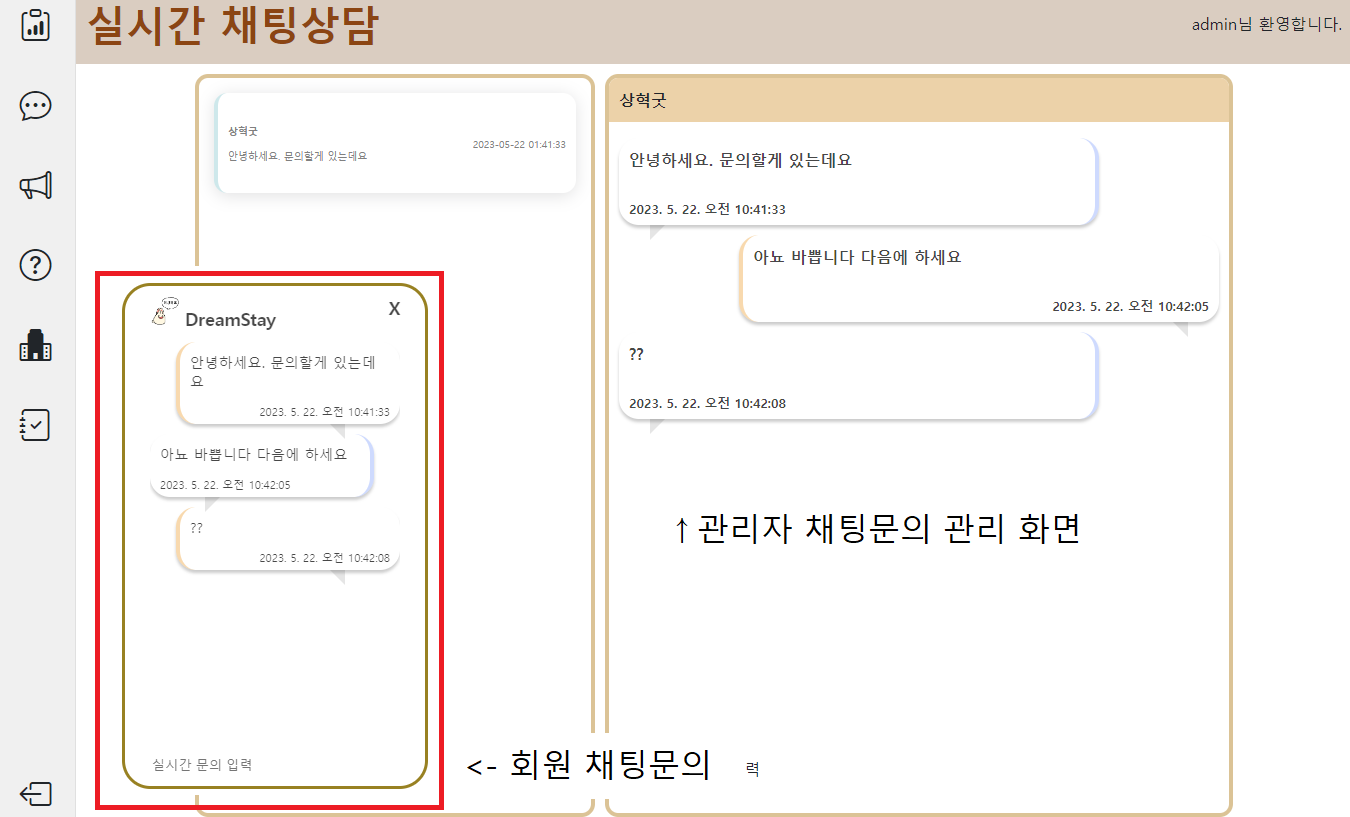 실시간 채팅상담
admin님 환영합니다.
상혁굿
안녕하세요. 문의할게 있는데요
2023-05-22 01:41:33
상혁굿
안녕하세요. 문의할게 있는데요
2023. 5. 22. 오전 10:41:33
아뇨 바쁩니다 다음에 하세요
2023. 5. 22. 오전 10:42:05
??
2023. 5. 22. 오전 10:42:08
↑관리자 채팅문의 관리 화면
DreamStay
X
안녕하세요. 문의할게 있는데
요
2023. 5. 22. 오전 10:41:33
아뇨 바쁩니다 다음에 하세요
2023. 5. 22. 오전 10:42:05
??
2023. 5. 22. 오전 10:42:08
실시간 문의 입력
<- 회원 채팅문의
력